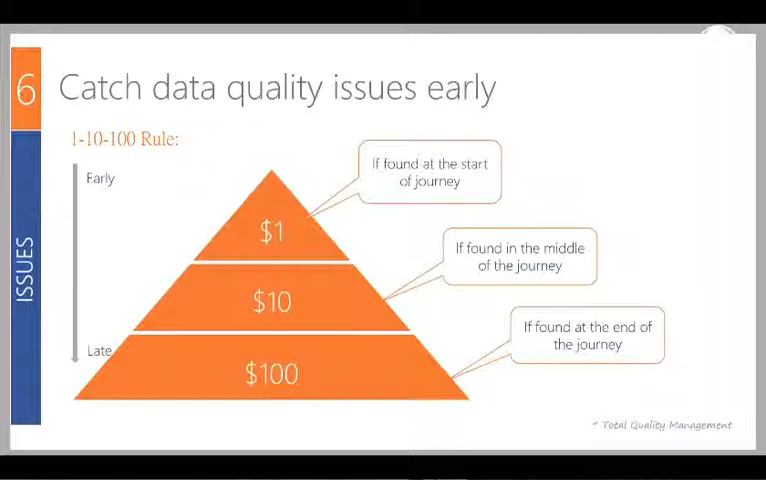 6
Catch data quality issues early
1-10-100 Rule:
ISSUES
Early
Late
$1
$10
$100
If found at the start
of journey
If found in the middle
of the journey
If found at the end of
the journey
* Total Quality Management